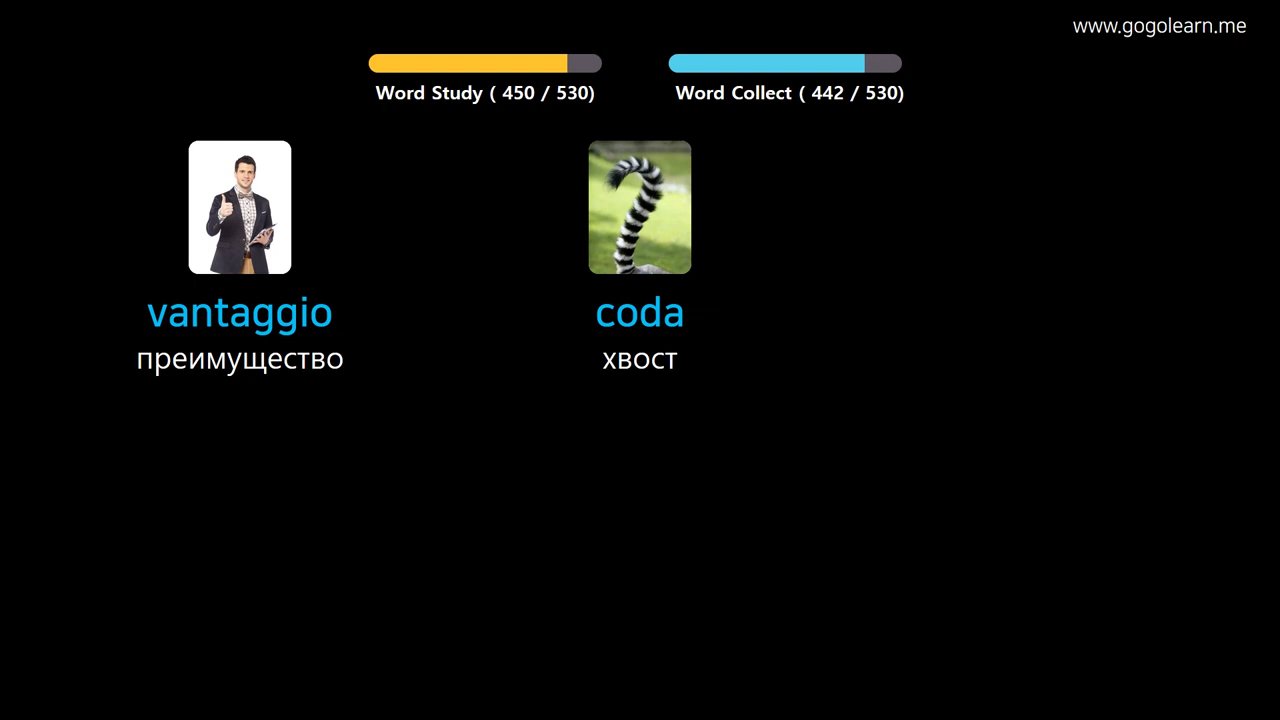 www.gogolearn.me
Word Study ( 450 / 530)
Word Collect ( 442 / 530)
vantaggio
преимущество
coda
хвост